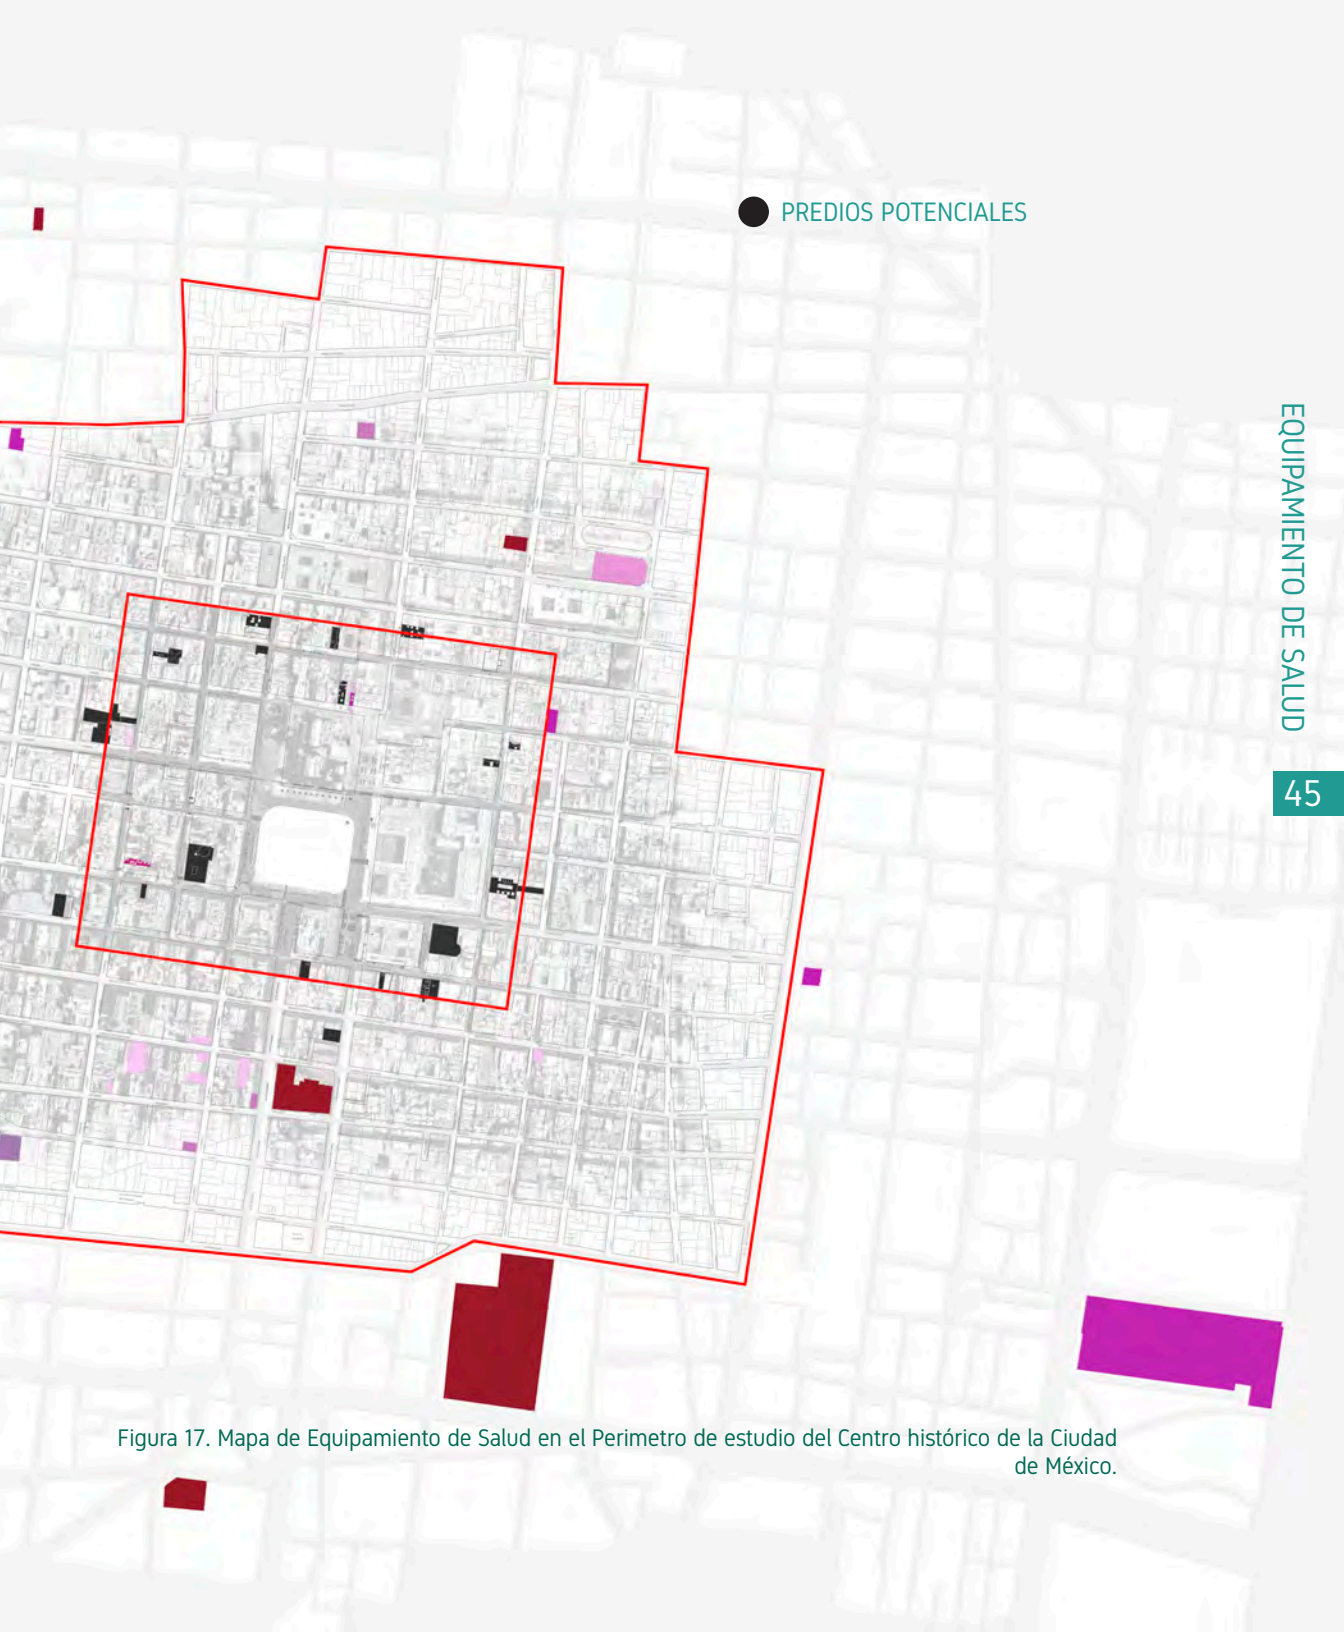 PREDIOS POTENCIALES
EQUIPAMIENTO DE SALUD
45
Figura 17. Mapa de Equipamiento de Salud en el Perimetro de estudio del Centro histórico de la Ciudad
de México.